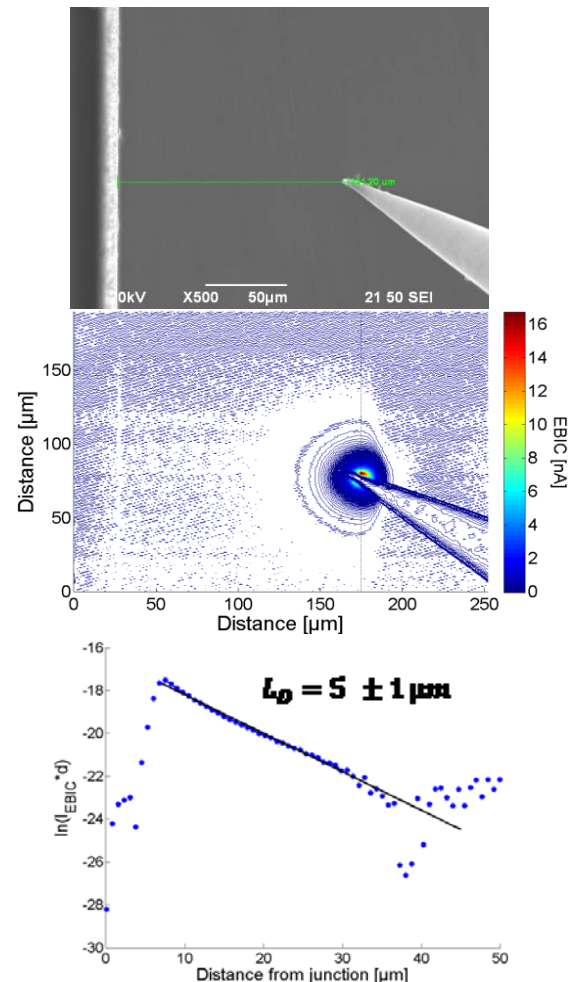 0kV X500 50µm 21 50 SEI
150
100
50
0
0 50 100 150 200 250
Distance [µm]
Distance [µm]
16
14
12
10
8
6
4
2
0
EBIC [nA]
-16
-18
-20
-22
-24
-26
-28
-30
L_D = 5 ± 1 µm
ln(I_EBIC*d)
0 10 20 30 40 50
Distance from junction [µm]